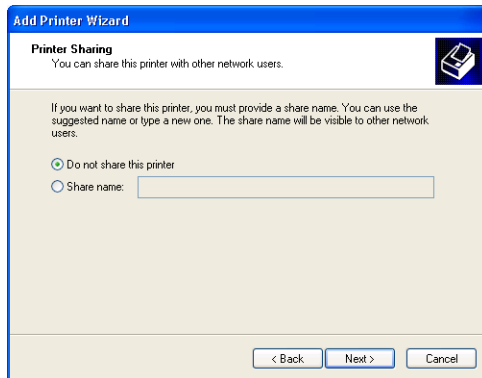 Add Printer Wizard
Printer Sharing
You can share this printer with other network users.
If you want to share this printer, you must provide a share name. You can use the
suggested name or type a new one. The share name will be visible to other network
users.
Do not share this printer
Share name:
< Back Next > Cancel